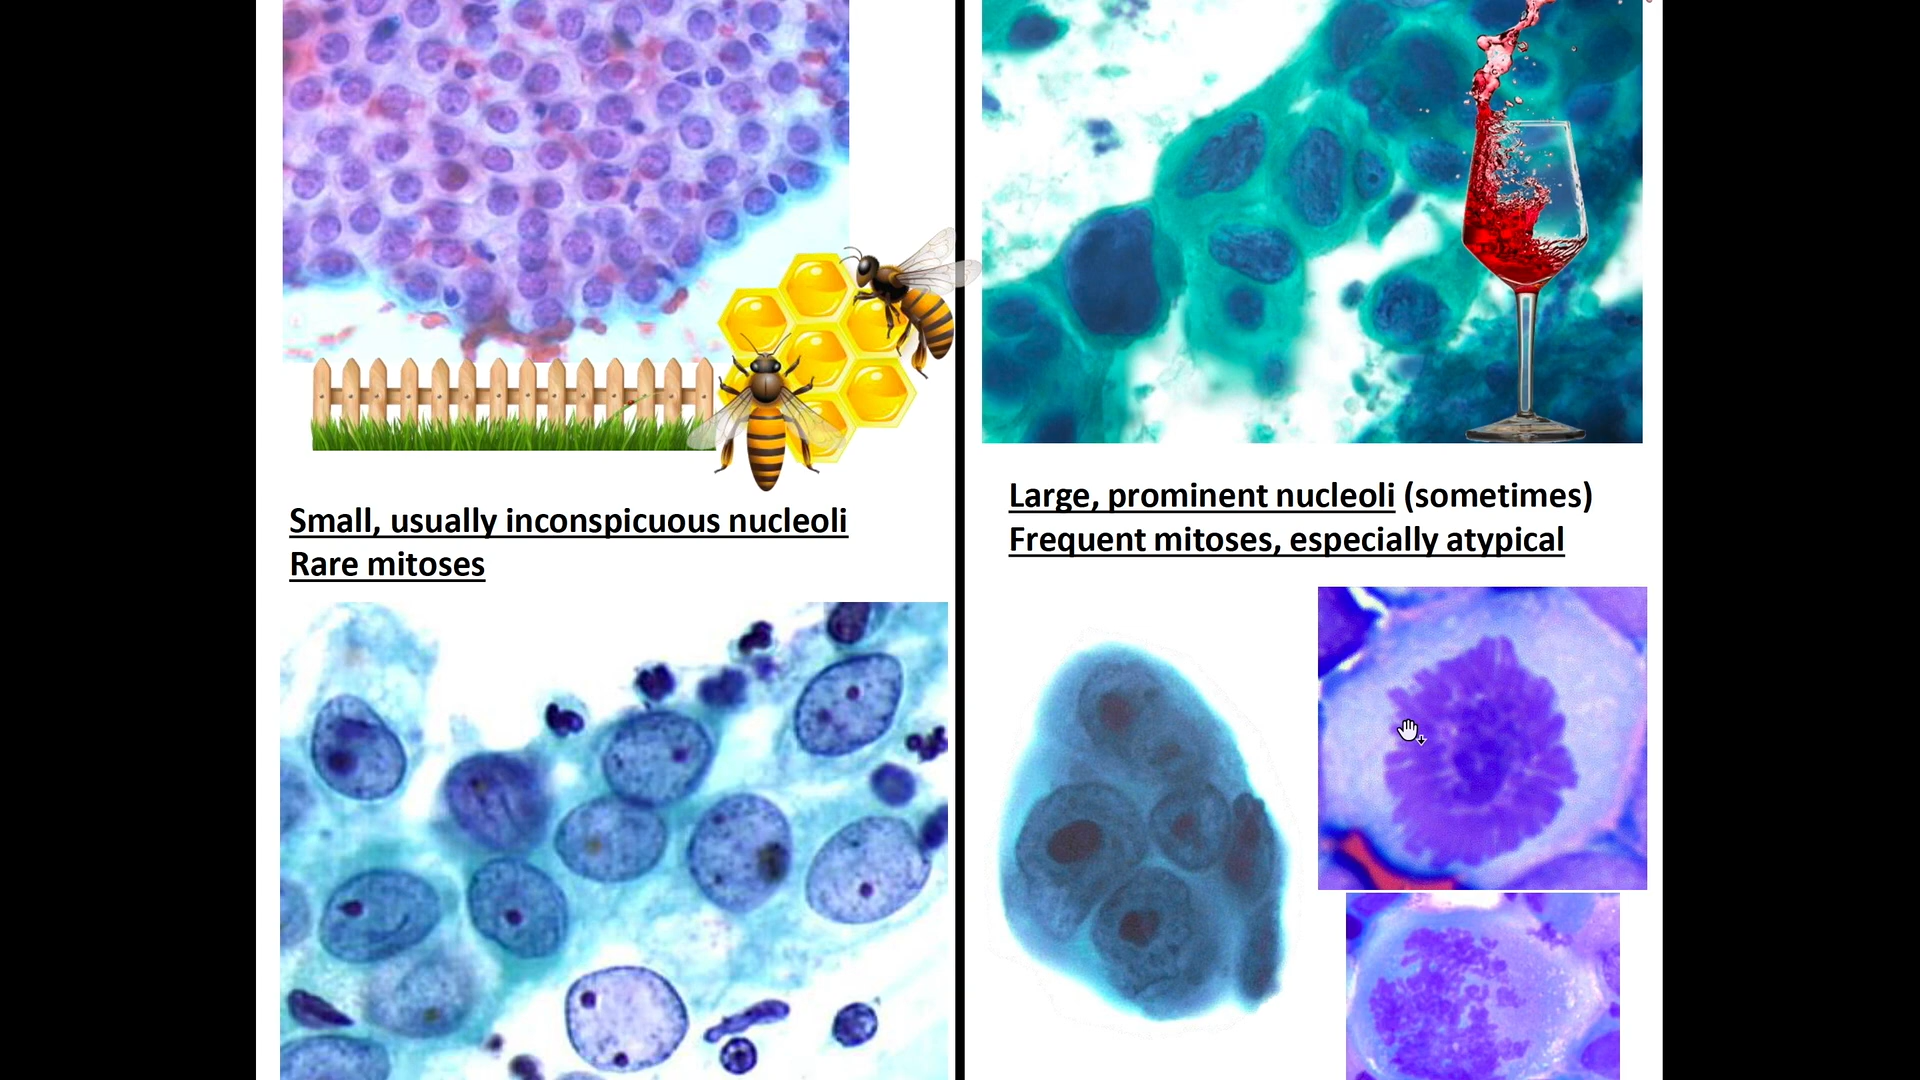 Small, usually inconspicuous nucleoli
Rare mitoses
Large, prominent nucleoli (sometimes)
Frequent mitoses, especially atypical